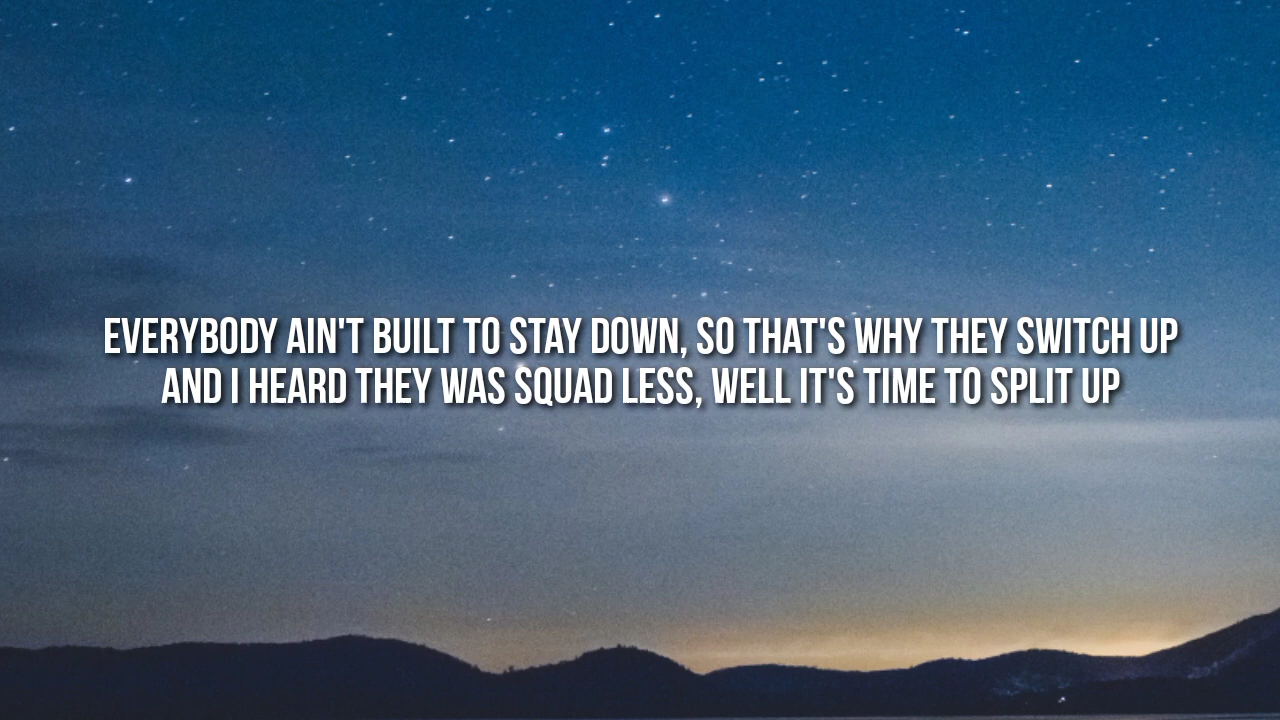 EVERYBODY AIN'T BUILT TO STAY DOWN, SO THAT'S WHY THEY SWITCH UP
AND I HEARD THEY WAS SQUAD LESS, WELL IT'S TIME TO SPLIT UP